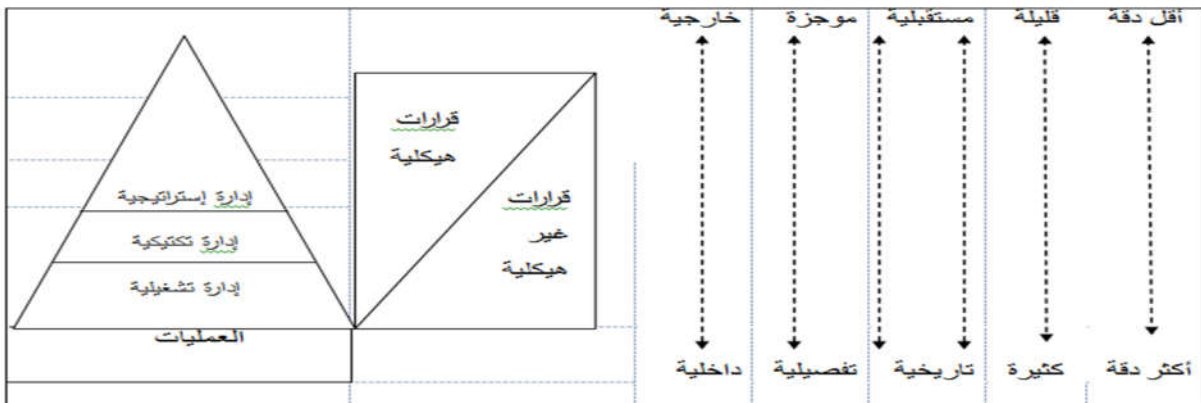 أقل دقة
قليلة
مستقبلية
موجزة
خارجية
قرارات
هيكلية
قرارات
غير
هيكلية
إدارة إستراتيجية
إدارة تكتيكية
إدارة تشغيلية
العمليات
أكثر دقة
كثيرة
تاريخية
تفصيلية
داخلية